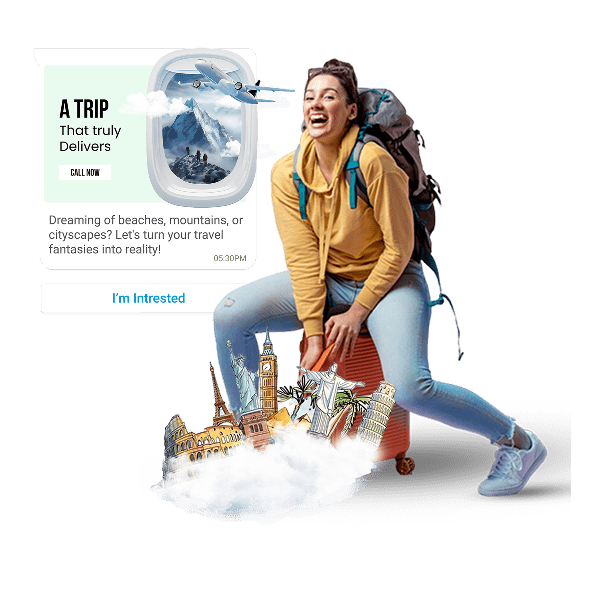 A TRIP
That truly
Delivers
CALL NOW
Dreaming of beaches, mountains, or
cityscapes? Let's turn your travel
fantasies into reality!
05:30PM
I'm Intrested